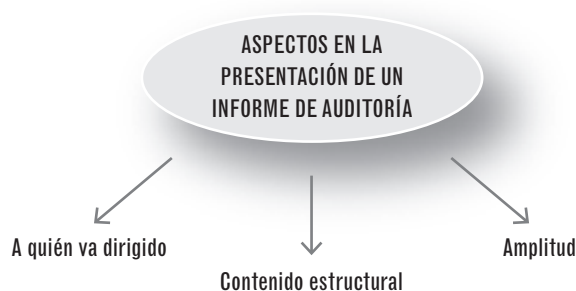 ASPECTOS EN LA
PRESENTACIÓN DE UN
INFORME DE AUDITORÍA
A quién va dirigido
Contenido estructural
Amplitud